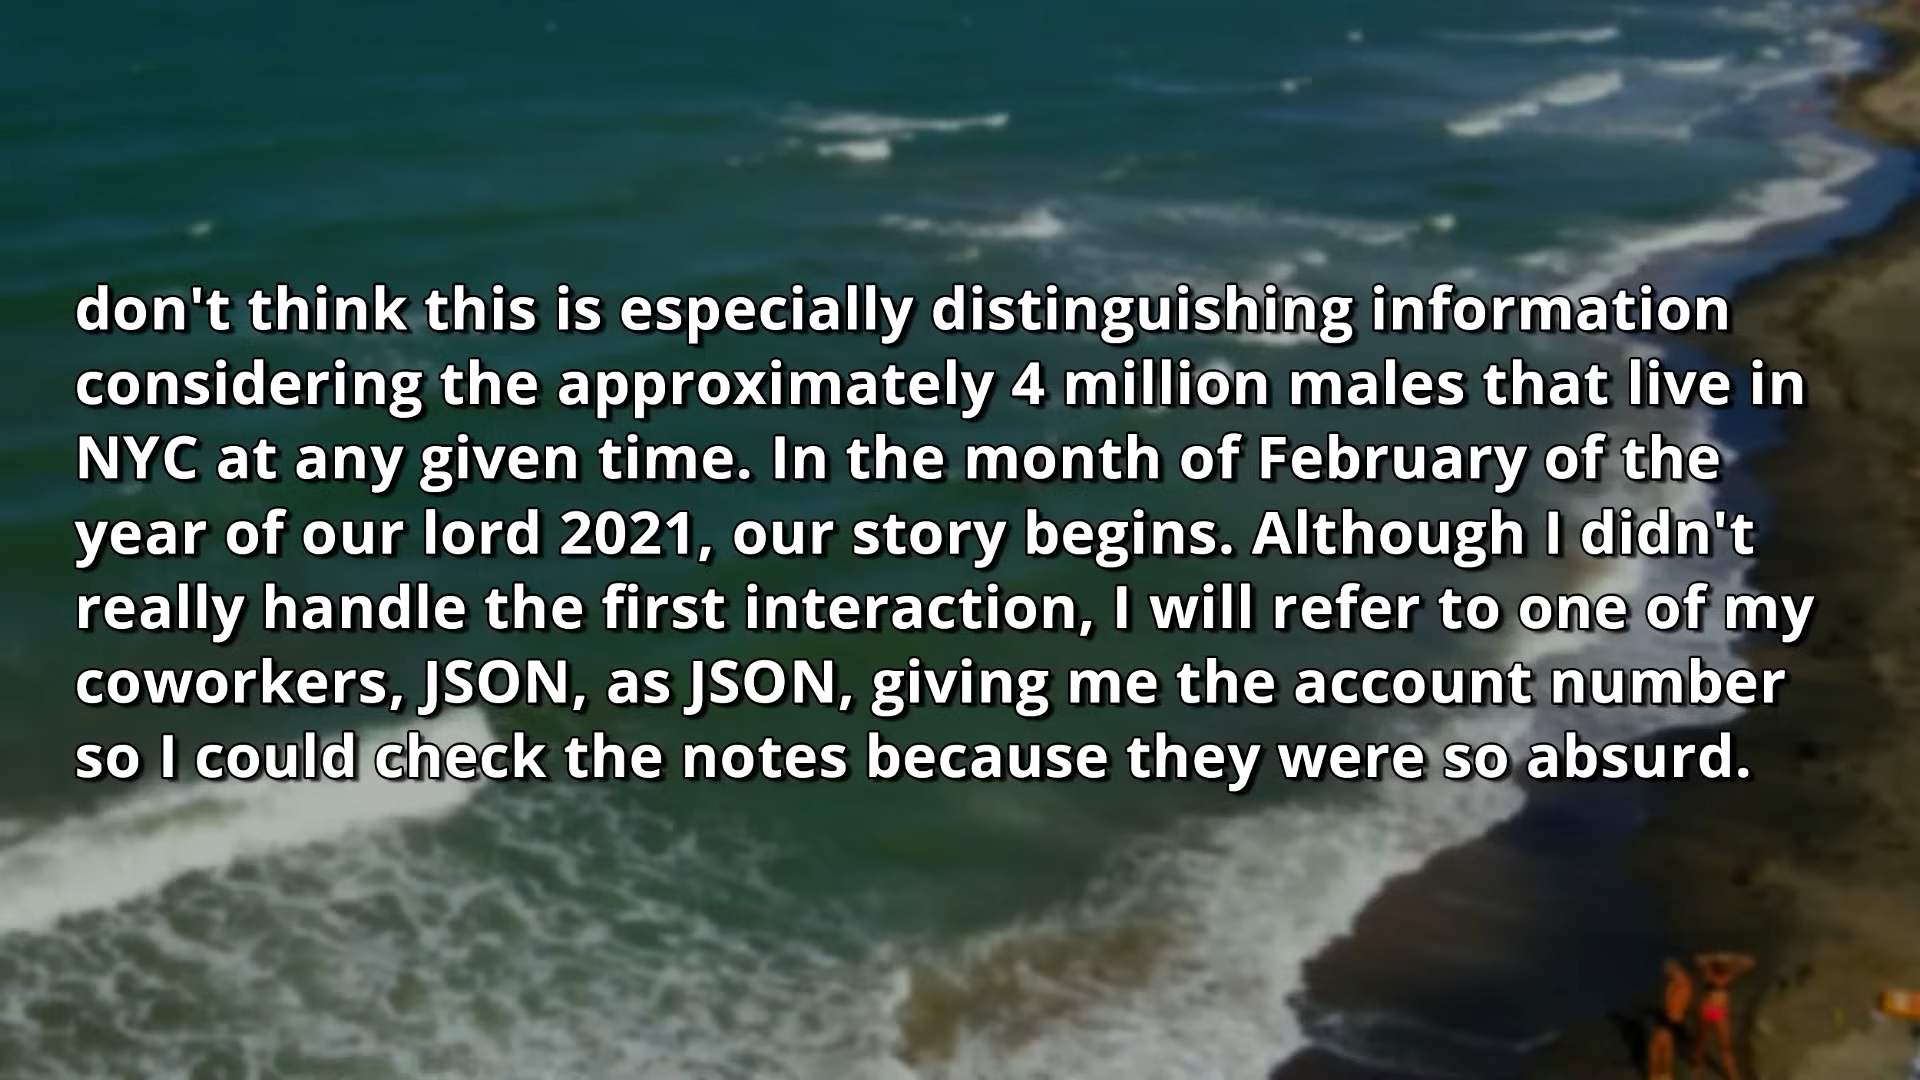 don't think this is especially distinguishing information
considering the approximately 4 million males that live in
NYC at any given time. In the month of February of the
year of our lord 2021, our story begins. Although I didn't
really handle the first interaction, I will refer to one of my
coworkers, JSON, as JSON, giving me the account number
so I could check the notes because they were so absurd.